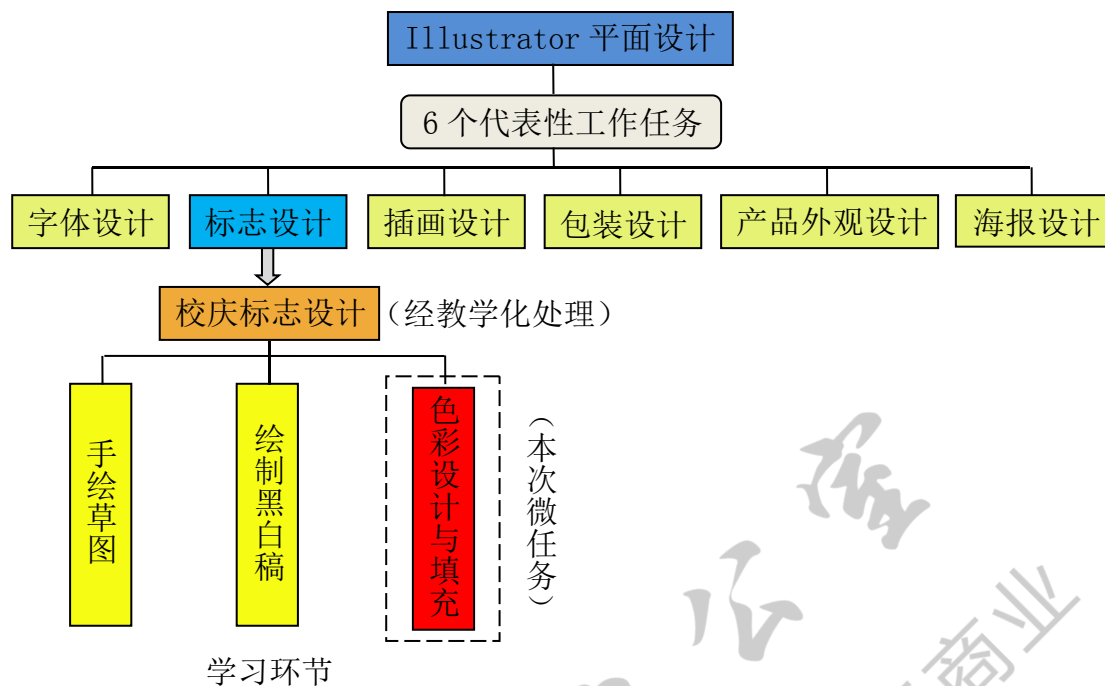 Illustrator 平面设计
6 个代表性工作任务
字体设计
标志设计
插画设计
包装设计
产品外观设计
海报设计
校庆标志设计
（经教学化处理）
手绘草图
绘制黑白稿
色彩设计与填充
（本次微任务）
学习环节
商业